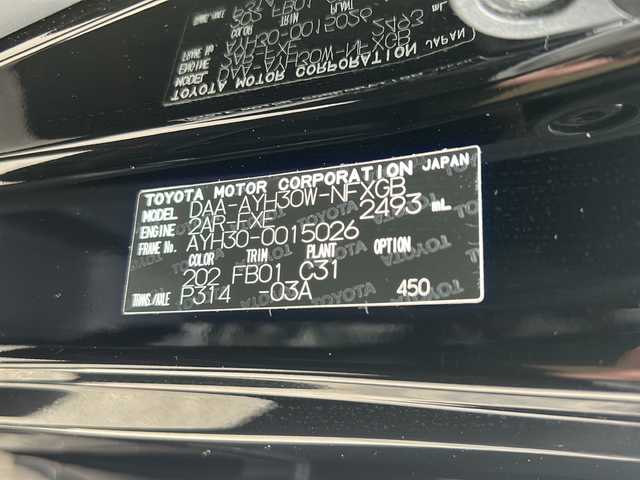 TOYOTA MOTOR CORPORATION JAPAN
MODEL DAA-AYH30W-NFXGB
ENGINE 2AR-FXE 2493 mL
FRAME No. AYH30-0015026
COLOR TRIM PLANT OPTION
202 FB01 C31
TRANS./AXLE P314 -03A 450